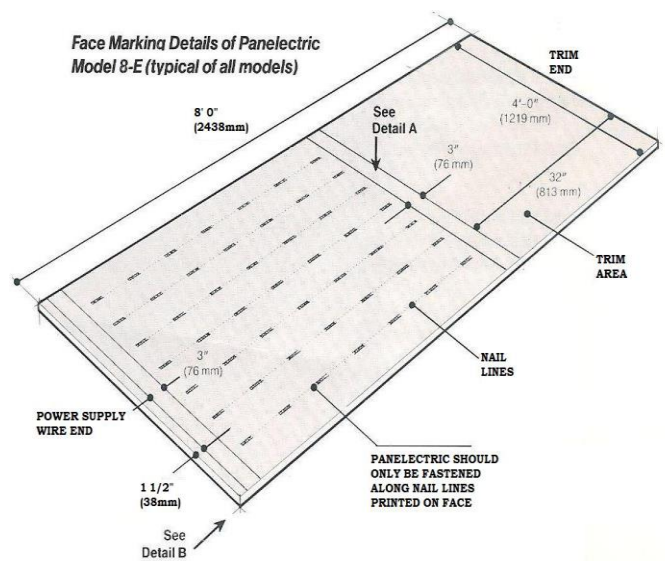 Face Marking Details of Panelectric
Model 8-E (typical of all models)
8' 0"
(2438mm)
TRIM
END
4'-0"
(1219 mm)
See
Detail A
3"
(76 mm)
32"
(813 mm)
TRIM
AREA
NAIL
LINES
3"
(76 mm)
POWER SUPPLY
WIRE END
PANELECTRIC SHOULD
ONLY BE FASTENED
ALONG NAIL LINES
PRINTED ON FACE
1 1/2"
(38mm)
See
Detail B